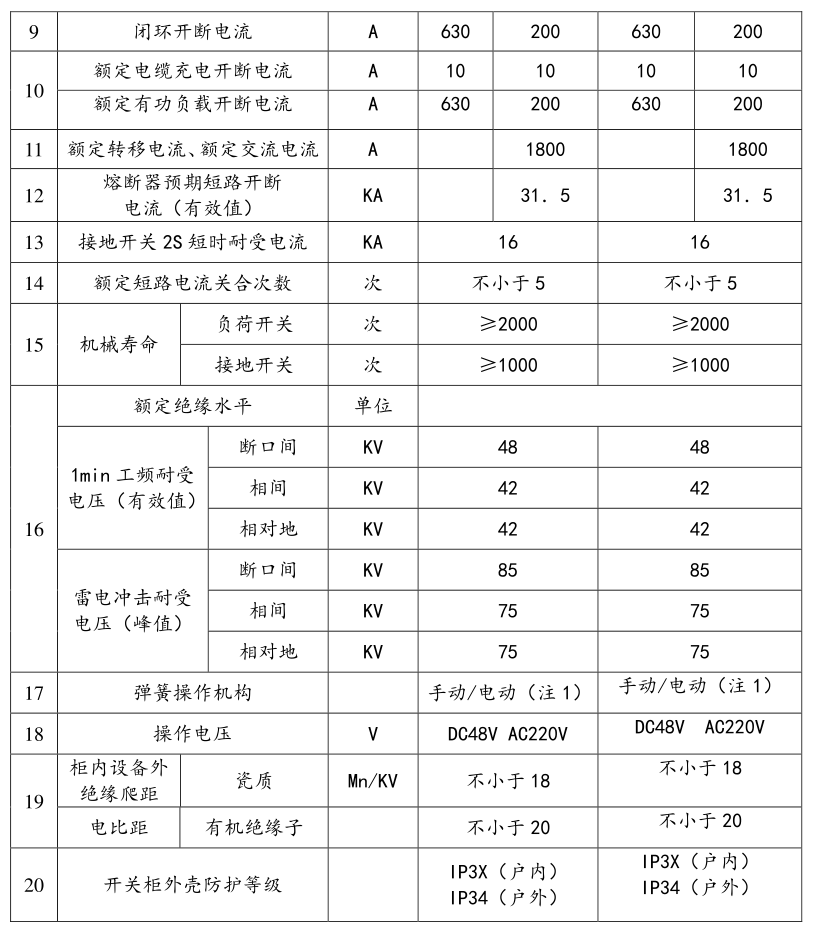 9 闭环开断电流 A 630 200 630 200
10 额定电缆充电开断电流 A 10 10 10 10
额定有功负载开断电流 A 630 200 630 200
11 额定转移电流、额定交流电流 A 1800 1800
12 熔断器预期短路开断
电流（有效值） KA 31．5 31．5
13 接地开关 2S 短时耐受电流 KA 16 16
14 额定短路电流关合次数 次 不小于 5 不小于 5
15 机械寿命 负荷开关 次 ≥2000 ≥2000
接地开关 次 ≥1000 ≥1000
16 额定绝缘水平 单位
1min 工频耐受
电压（有效值） 断口间 KV 48 48
相间 KV 42 42
相对地 KV 42 42
雷电冲击耐受
电压（峰值） 断口间 KV 85 85
相间 KV 75 75
相对地 KV 75 75
17 弹簧操作机构 手动/电动（注 1） 手动/电动（注 1）
18 操作电压 V DC48V AC220V DC48V AC220V
19 柜内设备外
绝缘爬距 瓷质 Mn/KV 不小于 18 不小于 18
电比距 有机绝缘子 不小于 20 不小于 20
20 开关柜外壳防护等级 IP3X（户内） IP3X（户内）
IP34（户外） IP34（户外）